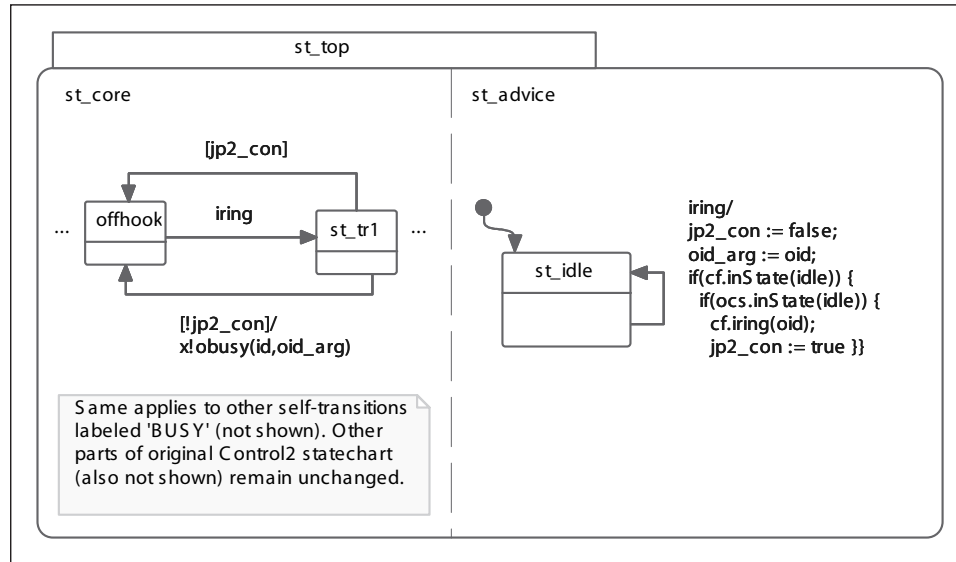 st_top
st_core
[jp2_con]
offhook
iring
st_tr1
...
...
[!jp2_con]/
x!obusy(id,oid_arg)
Same applies to other self-transitions
labeled 'BUSY' (not shown). Other
parts of original Control2 statechart
(also not shown) remain unchanged.
st_advice
st_idle
iring/
jp2_con := false;
oid_arg := oid;
if(cf.inState(idle)) {
if(ocs.inState(idle)) {
cf.iring(oid);
jp2_con := true }}